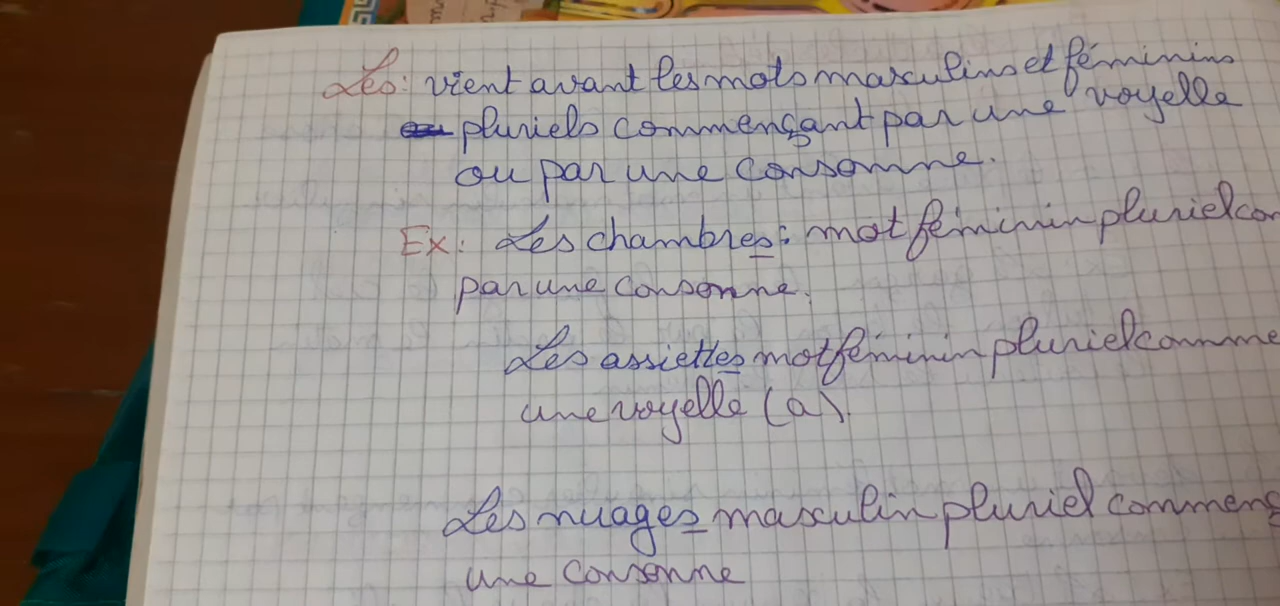 Les: vient avant les mots masculins et féminins
pluriels commençant par une voyelle
ou par une consonne.
Ex: Les chambres: mot féminin pluriel com
par une consonne.
Les assiettes mot féminin pluriel comme
une voyelle (a).
Les nuages masculin pluriel commenç
une consonne